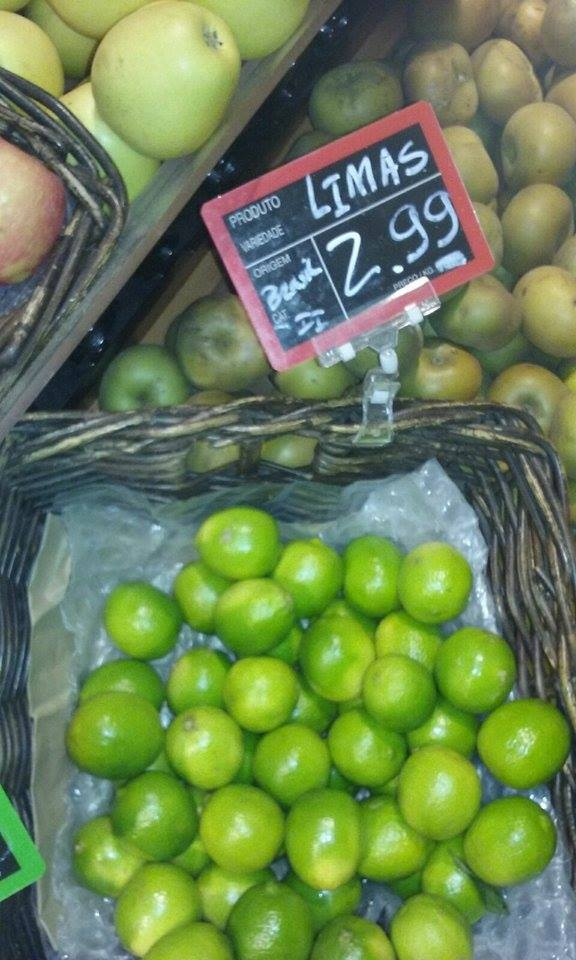 PRODUTO LIMAS
VARIEDADE
ORIGEM
Brasil 2.99
CAT II PREÇO/KG